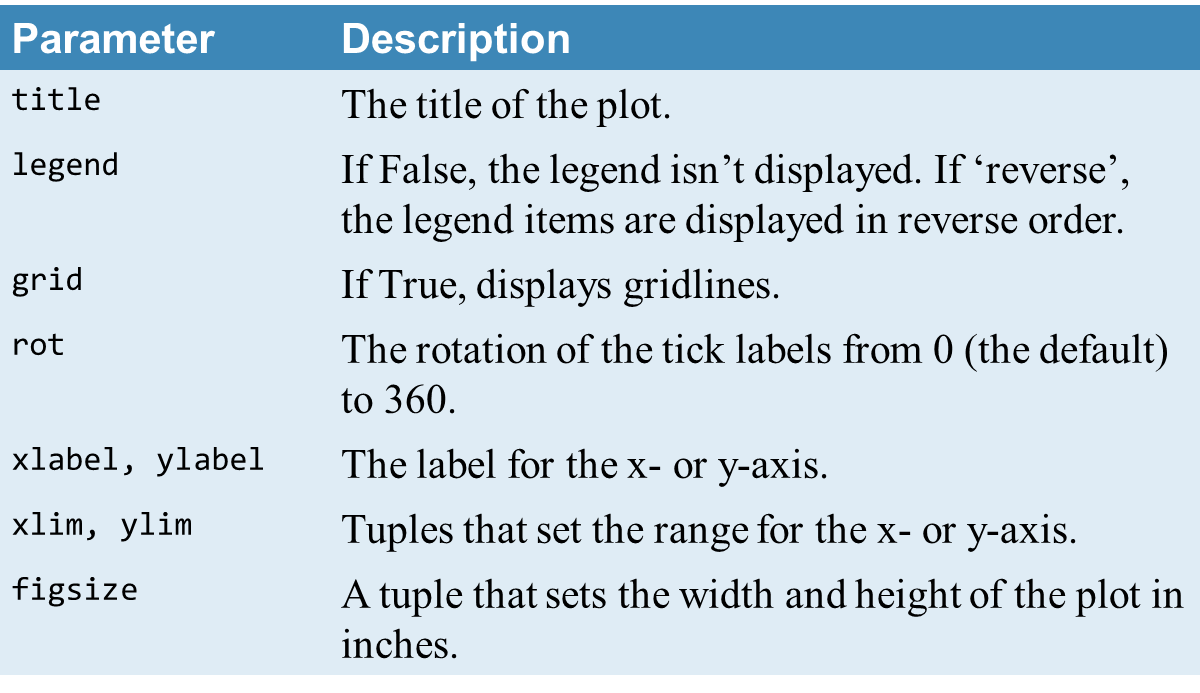 Parameter Description
title The title of the plot.
legend If False, the legend isn’t displayed. If ‘reverse’,
the legend items are displayed in reverse order.
grid If True, displays gridlines.
rot The rotation of the tick labels from 0 (the default)
to 360.
xlabel, ylabel The label for the x- or y-axis.
xlim, ylim Tuples that set the range for the x- or y-axis.
figsize A tuple that sets the width and height of the plot in
inches.